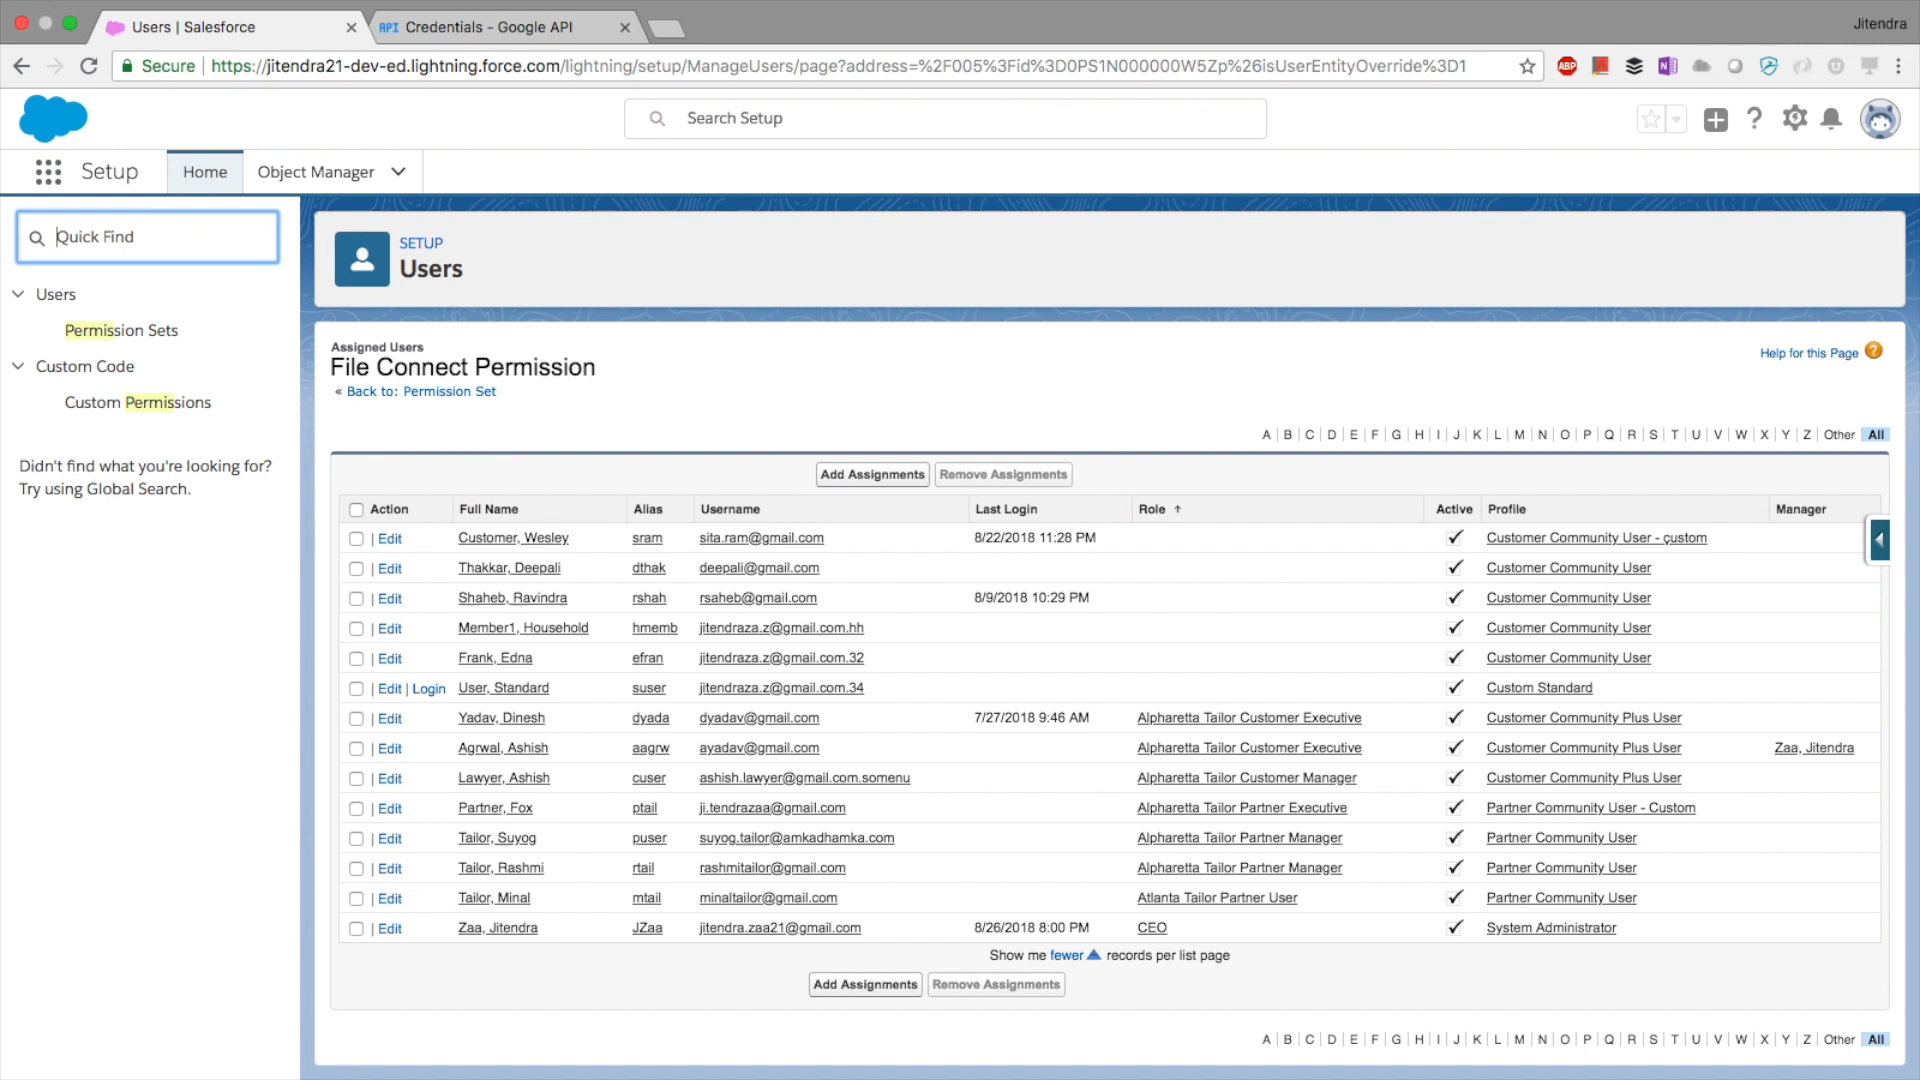 Users | Salesforce
API Credentials - Google API
Jitendra
Secure https://jitendra21-dev-ed.lightning.force.com/lightning/setup/ManageUsers/page?address=%2F005%3Fid%3D0PS1N000000W5Zp%26isUserEntityOverride%3D1
ABP
Search Setup
Setup Home Object Manager
Quick Find
Users
Permission Sets
Custom Code
Custom Permissions
Didn't find what you're looking for?
Try using Global Search.
SETUP
Users
Assigned Users
File Connect Permission
« Back to: Permission Set
Help for this Page ?
A | B | C | D | E | F | G | H | I | J | K | L | M | N | O | P | Q | R | S | T | U | V | W | X | Y | Z | Other All
Add Assignments Remove Assignments
Action Full Name Alias Username Last Login Role ↑ Active Profile Manager
| Edit Customer, Wesley sram sita.ram@gmail.com 8/22/2018 11:28 PM ✓ Customer Community User - custom
| Edit Thakkar, Deepali dthak deepali@gmail.com ✓ Customer Community User
| Edit Shaheb, Ravindra rshah rsaheb@gmail.com 8/9/2018 10:29 PM ✓ Customer Community User
| Edit Member1, Household hmemb jitendraza.z@gmail.com.hh ✓ Customer Community User
| Edit Frank, Edna efran jitendraza.z@gmail.com.32 ✓ Customer Community User
| Edit | Login User, Standard suser jitendraza.z@gmail.com.34 ✓ Custom Standard
| Edit Yadav, Dinesh dyada dyadav@gmail.com 7/27/2018 9:46 AM Alpharetta Tailor Customer Executive ✓ Customer Community Plus User
| Edit Agrwal, Ashish aagrw ayadav@gmail.com Alpharetta Tailor Customer Executive ✓ Customer Community Plus User Zaa, Jitendra
| Edit Lawyer, Ashish cuser ashish.lawyer@gmail.com.somenu Alpharetta Tailor Customer Manager ✓ Customer Community Plus User
| Edit Partner, Fox ptail ji.tendrazaa@gmail.com Alpharetta Tailor Partner Executive ✓ Partner Community User - Custom
| Edit Tailor, Suyog puser suyog.tailor@amkadhamka.com Alpharetta Tailor Partner Manager ✓ Partner Community User
| Edit Tailor, Rashmi rtail rashmitailor@gmail.com Alpharetta Tailor Partner Manager ✓ Partner Community User
| Edit Tailor, Minal mtail minaltailor@gmail.com Atlanta Tailor Partner User ✓ Partner Community User
| Edit Zaa, Jitendra JZaa jitendra.zaa21@gmail.com 8/26/2018 8:00 PM CEO ✓ System Administrator
Show me fewer ▲ records per list page
Add Assignments Remove Assignments
A | B | C | D | E | F | G | H | I | J | K | L | M | N | O | P | Q | R | S | T | U | V | W | X | Y | Z | Other All